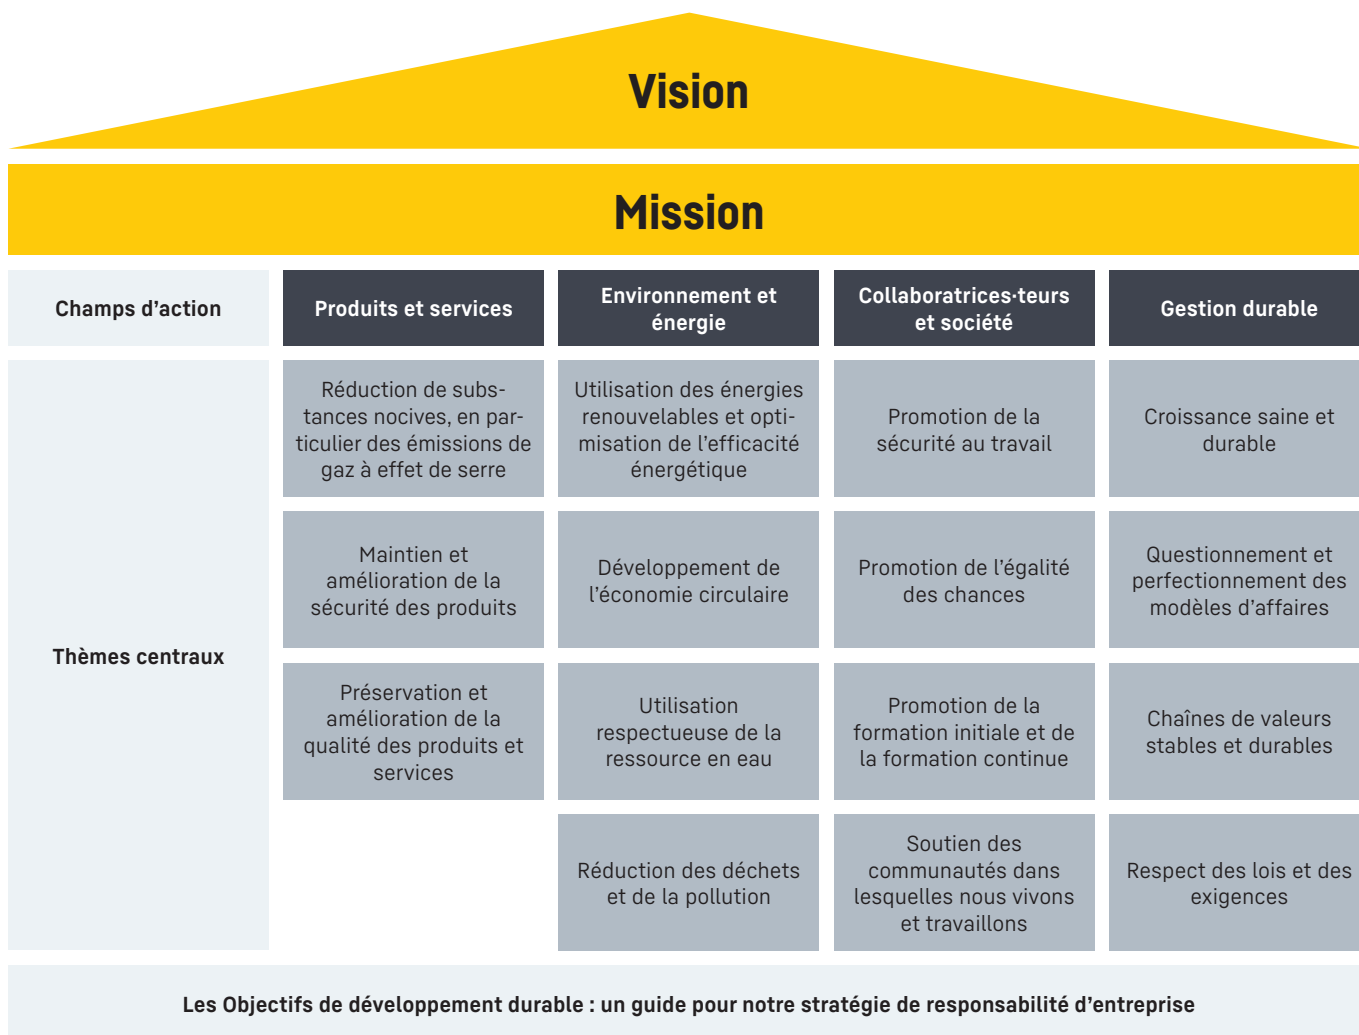 Vision
Mission
Champs d’action
Produits et services
Environnement et
énergie
Collaboratrices·teurs
et société
Gestion durable
Thèmes centraux
Réduction de subs-
tances nocives, en par-
ticulier des émissions de
gaz à effet de serre
Utilisation des énergies
renouvelables et opti-
misation de l’efficacité
énergétique
Promotion de la
sécurité au travail
Croissance saine et
durable
Maintien et
amélioration de la
sécurité des produits
Développement de
l’économie circulaire
Promotion de l’égalité
des chances
Questionnement et
perfectionnement des
modèles d’affaires
Préservation et
amélioration de la
qualité des produits et
services
Utilisation
respectueuse de la
ressource en eau
Promotion de la
formation initiale et de
la formation continue
Chaînes de valeurs
stables et durables
Réduction des déchets
et de la pollution
Soutien des
communautés dans
lesquelles nous vivons
et travaillons
Respect des lois et des
exigences
Les Objectifs de développement durable : un guide pour notre stratégie de responsabilité d’entreprise